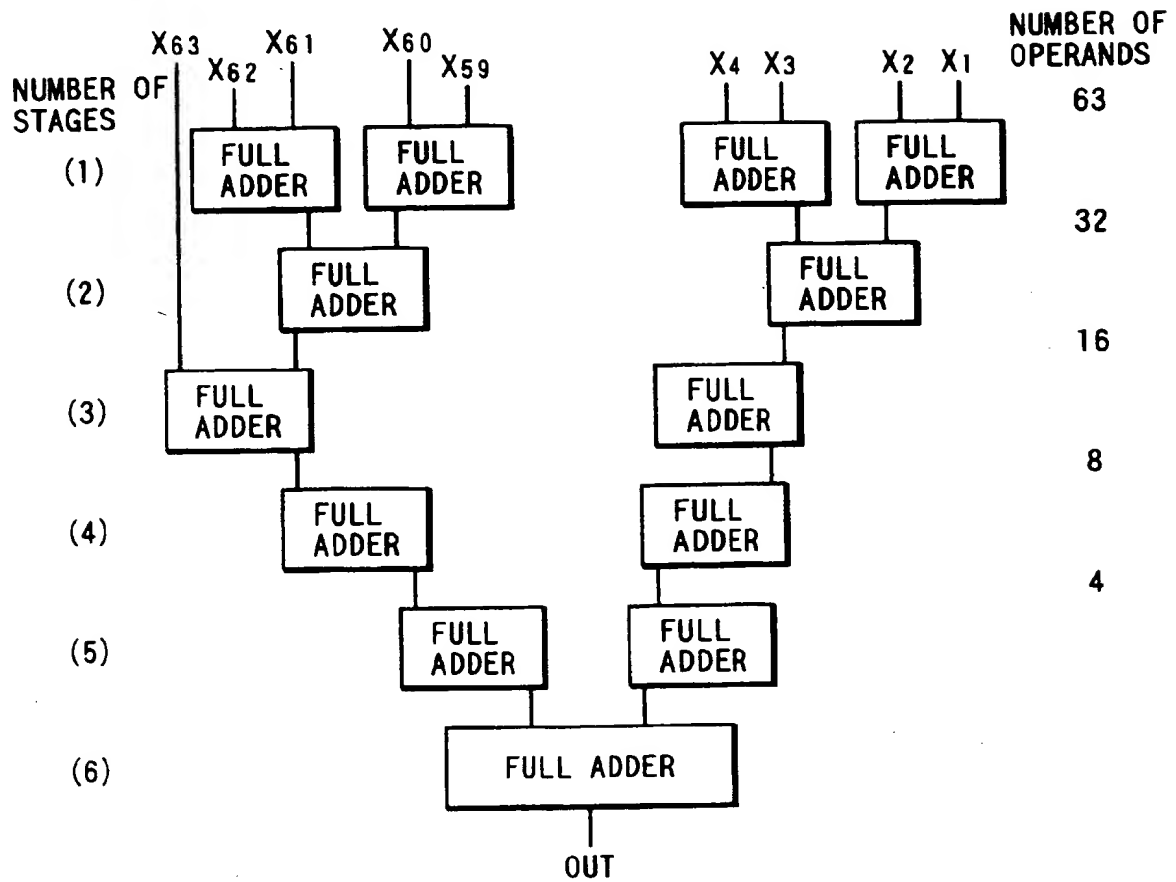 X63 X62 X61 X60 X59 X4 X3 X2 X1
NUMBER OF
OPERANDS
NUMBER OF
STAGES
63
(1)
FULL
ADDER
FULL
ADDER
FULL
ADDER
FULL
ADDER
32
(2)
FULL
ADDER
FULL
ADDER
16
(3)
FULL
ADDER
FULL
ADDER
8
(4)
FULL
ADDER
FULL
ADDER
4
(5)
FULL
ADDER
FULL
ADDER
(6)
FULL ADDER
OUT